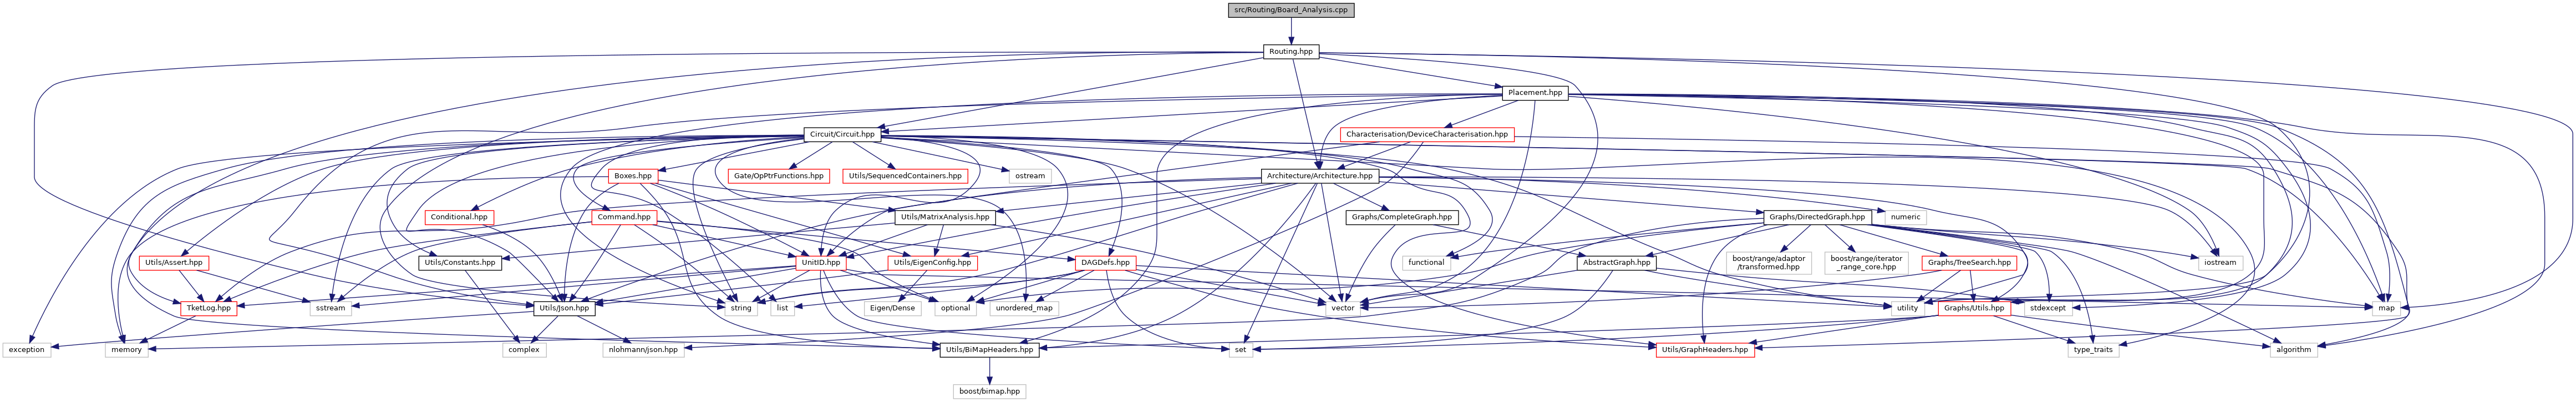 src/Routing/Board_Analysis.cpp
Routing.hpp
Placement.hpp
Circuit/Circuit.hpp
Characterisation/DeviceCharacterisation.hpp
Boxes.hpp
Gate/OpPtrFunctions.hpp
Utils/SequencedContainers.hpp
ostream
Architecture/Architecture.hpp
Conditional.hpp
Command.hpp
Utils/MatrixAnalysis.hpp
Graphs/CompleteGraph.hpp
Graphs/DirectedGraph.hpp
numeric
Utils/Assert.hpp
Utils/Constants.hpp
UnitID.hpp
Utils/EigenConfig.hpp
DAGDefs.hpp
functional
AbstractGraph.hpp
boost/range/adaptor
/transformed.hpp
boost/range/iterator
_range_core.hpp
Graphs/TreeSearch.hpp
iostream
TketLog.hpp
sstream
Utils/Json.hpp
string
list
Eigen/Dense
optional
unordered_map
vector
utility
Graphs/Utils.hpp
stdexcept
map
exception
memory
complex
nlohmann/json.hpp
Utils/BiMapHeaders.hpp
set
Utils/GraphHeaders.hpp
type_traits
algorithm
boost/bimap.hpp